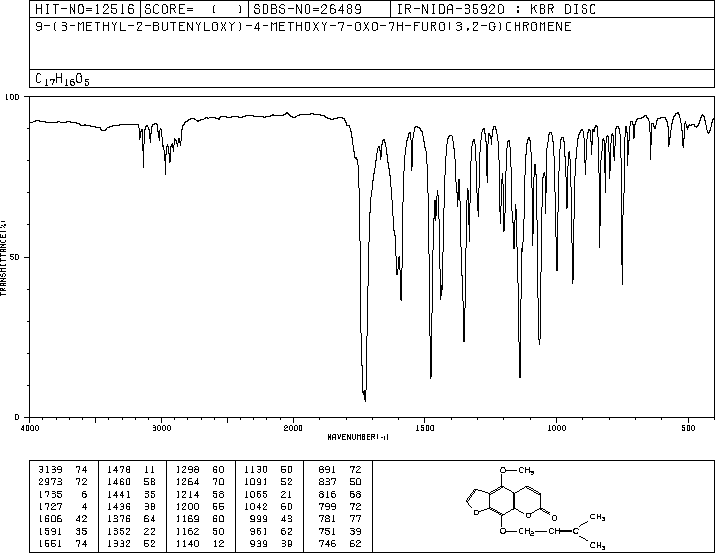 HIT-NO=12516 SCORE= ( ) SDBS-NO=26489 IR-NIDA-35920 : KBR DISC
9-(3-METHYL-2-BUTENYLOXY)-4-METHOXY-7-OXO-7H-FURO(3,2-G)CHROMENE
C17H16O5
100
50
0
TRANSMITTANCE(%)
4000 3000 2000 1500 1000 500
WAVENUMBER(-1)
3139 74 1478 11 1298 60 1130 50 891 72
2973 72 1460 58 1264 70 1091 52 837 50
1735 6 1441 35 1214 58 1065 21 816 68
1727 4 1436 38 1200 55 1042 60 799 72
1606 42 1376 64 1169 60 999 43 781 77
1591 35 1352 22 1162 50 961 62 751 39
1551 74 1332 52 1140 12 939 39 746 62
O—CH3
O
O
O
O—CH2—CH=C
CH3
CH3